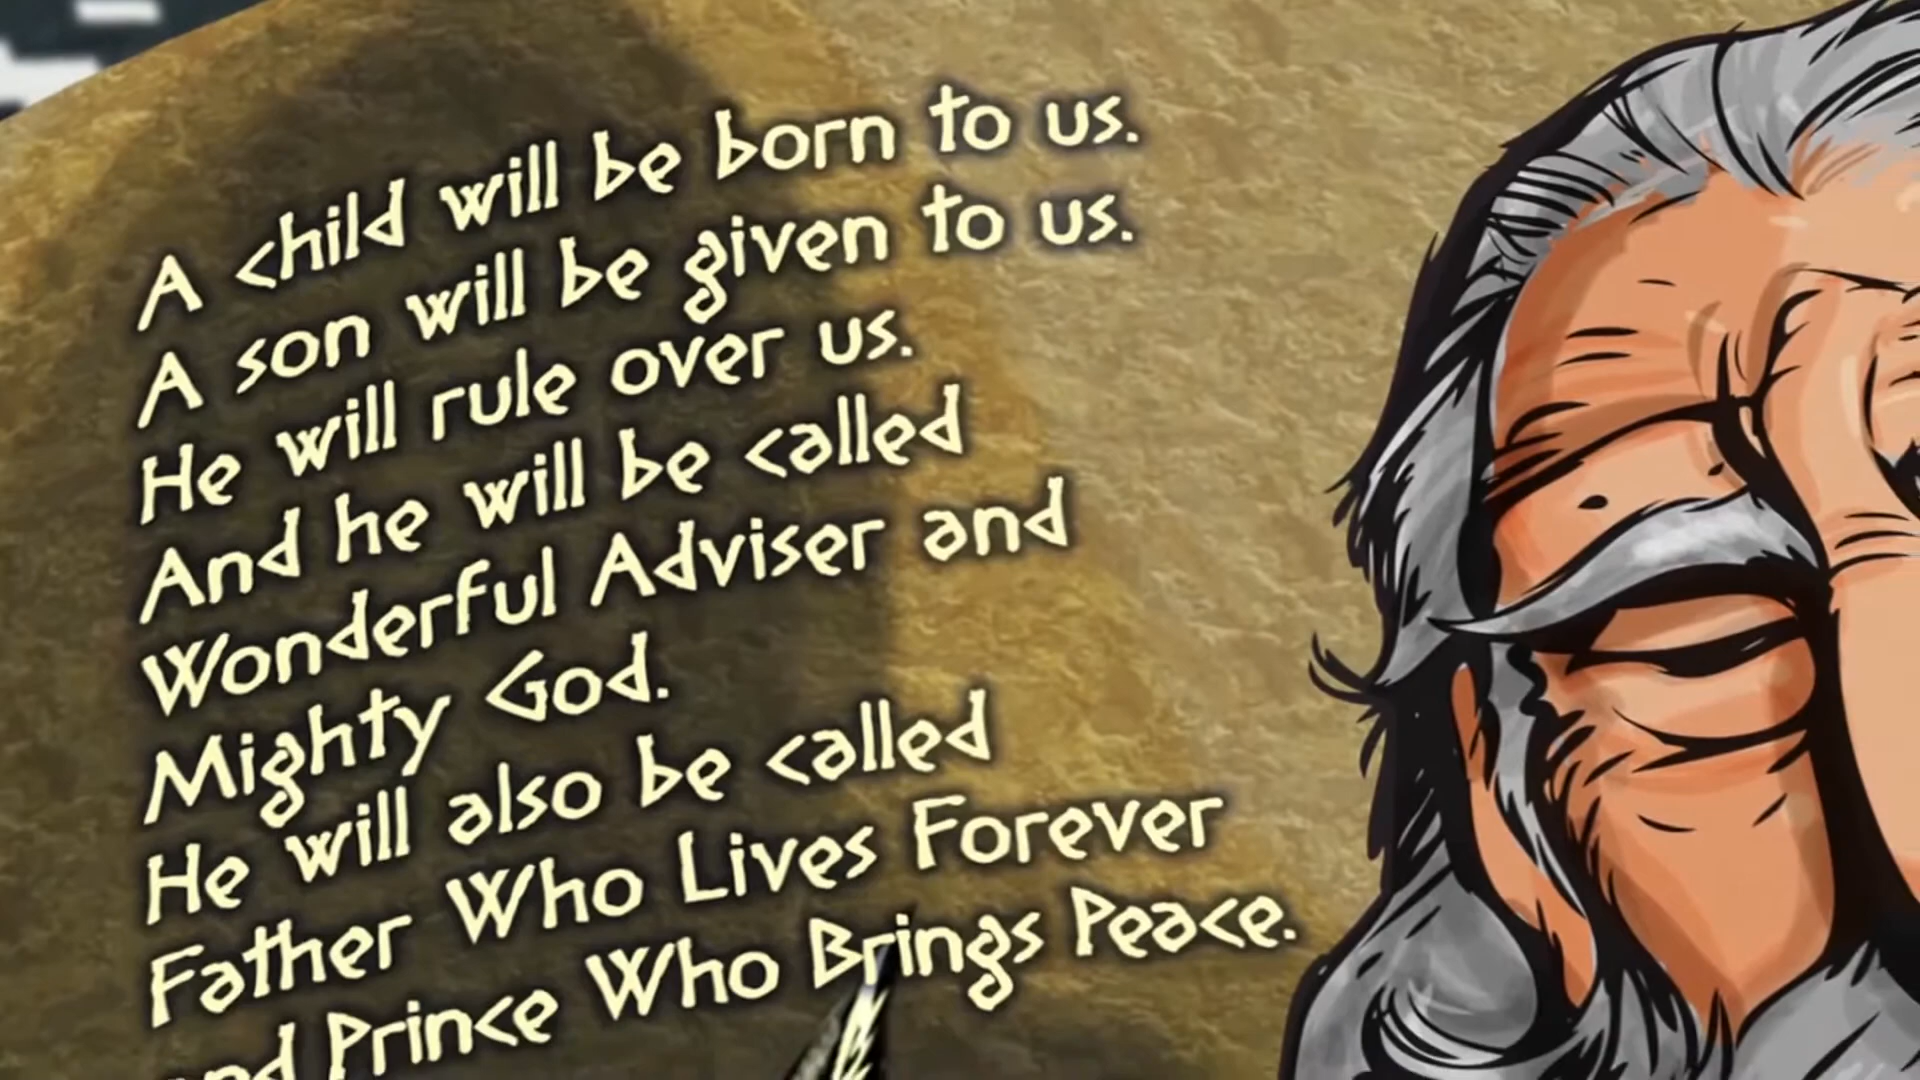 A child will be born to us.
A son will be given to us.
He will rule over us.
And he will be called
Wonderful Adviser and
Mighty God.
He will also be called
Father Who Lives Forever
and Prince Who Brings Peace.